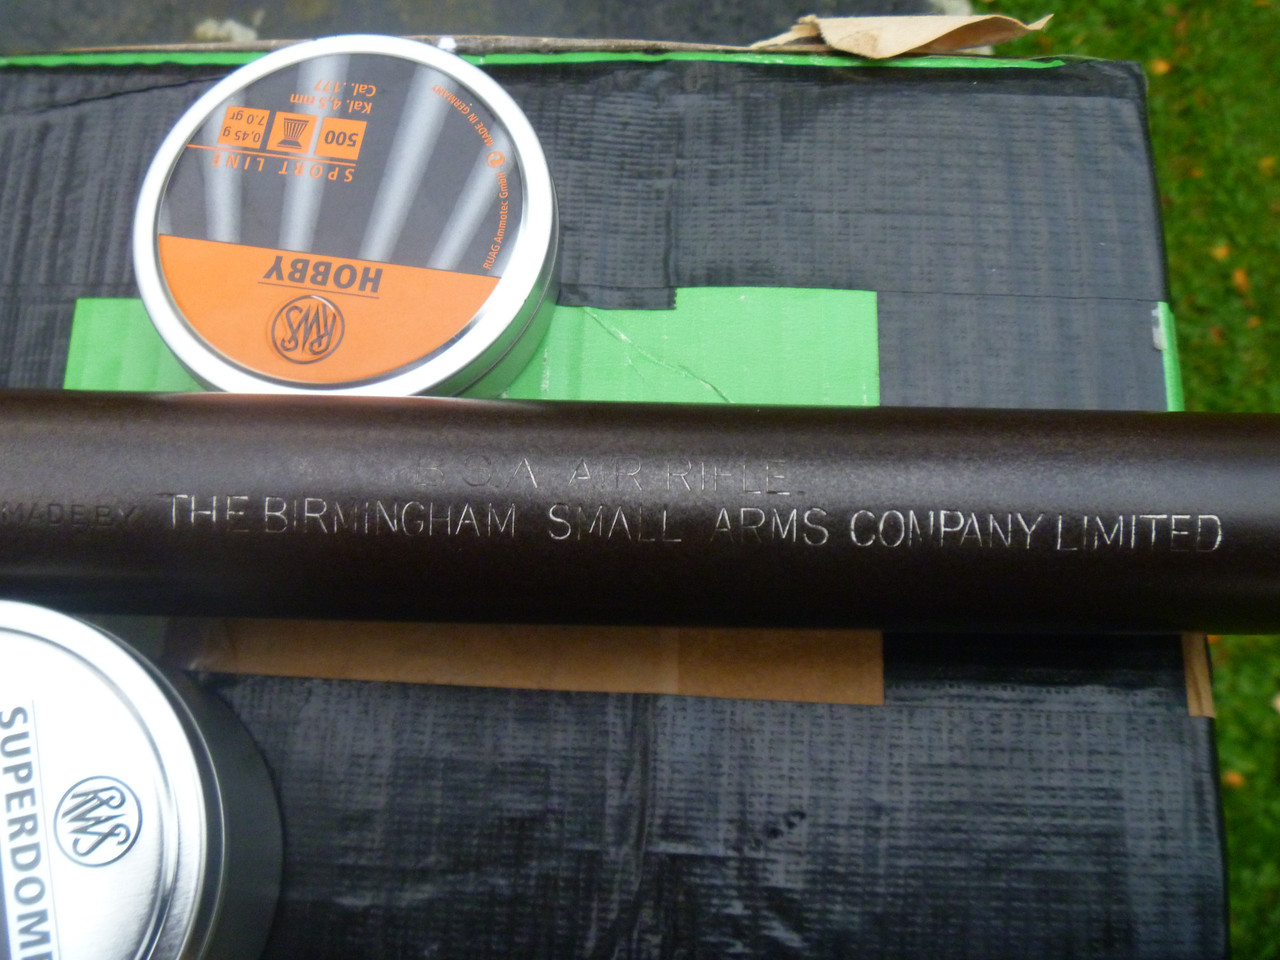 Cal. .177
Kal. 4,5 mm
500
0,45 g
7.0 gr
SPORT LINE
HOBBY
RWS
MADE IN GERMANY
RUAG Ammotec GmbH
B.S.A AIR RIFLE.
MADE BY THE BIRMINGHAM SMALL ARMS COMPANY LIMITED
SUPERDOME
RWS